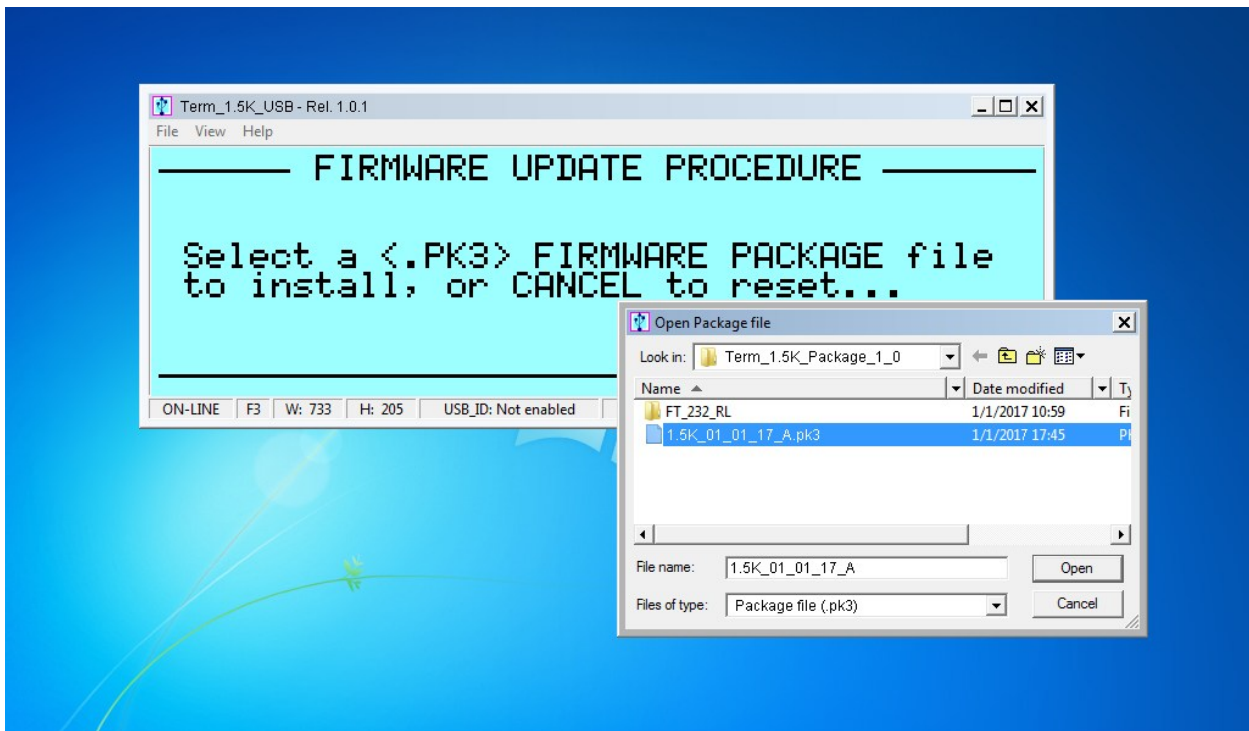 Term_1.5K_USB - Rel. 1.0.1
File View Help
FIRMWARE UPDATE PROCEDURE
Select a <.PK3> FIRMWARE PACKAGE file
to install, or CANCEL to reset...
ON-LINE F3 W: 733 H: 205 USB_ID: Not enabled
Open Package file
Look in: Term_1.5K_Package_1_0
Name Date modified Ty
FT_232_RL 1/1/2017 10:59 Fi
1.5K_01_01_17_A.pk3 1/1/2017 17:45 PK
File name: 1.5K_01_01_17_A Open
Files of type: Package file (.pk3) Cancel